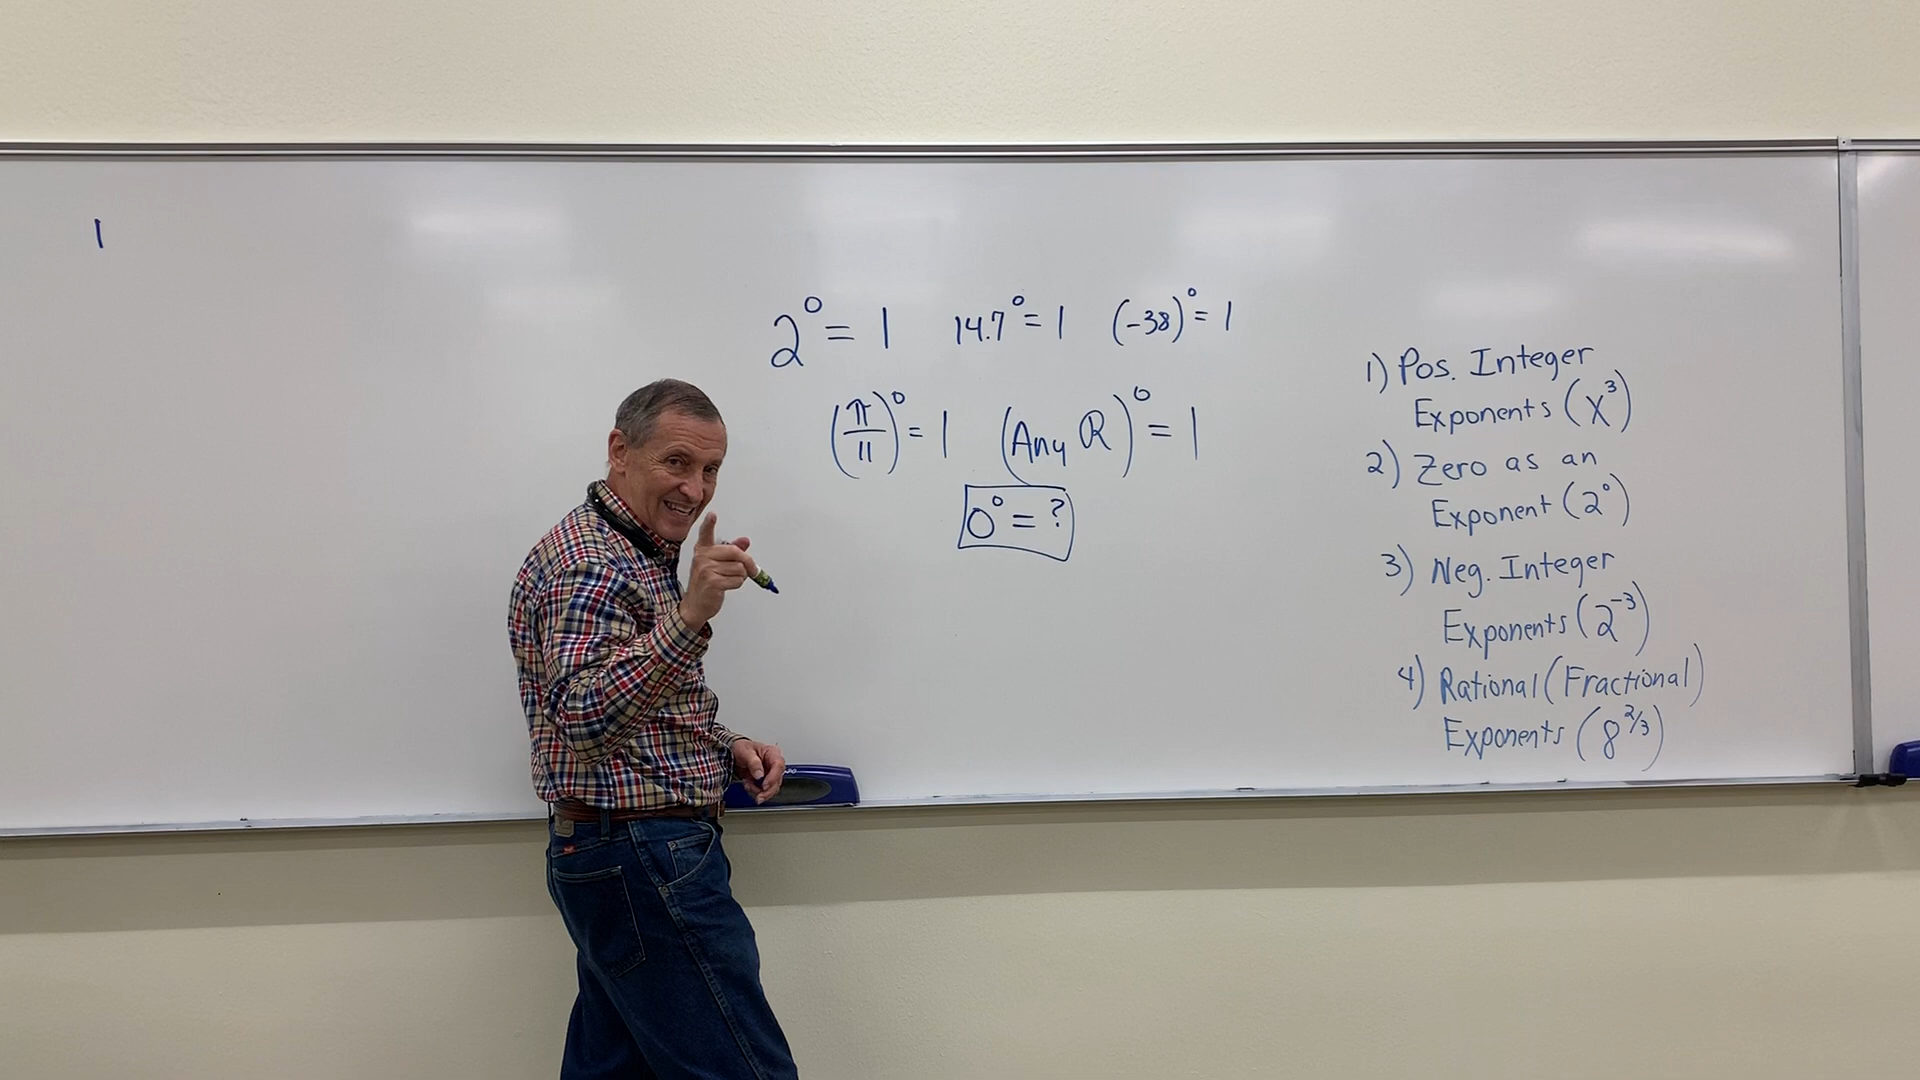 1
2⁰ = 1 14.7⁰ = 1 (-38)⁰ = 1
(π/11)⁰ = 1 (Any ℝ)⁰ = 1
0⁰ = ?
1) Pos. Integer
Exponents (x³)
2) Zero as an
Exponent (2⁰)
3) Neg. Integer
Exponents (2⁻³)
4) Rational (Fractional)
Exponents (8^2/3)